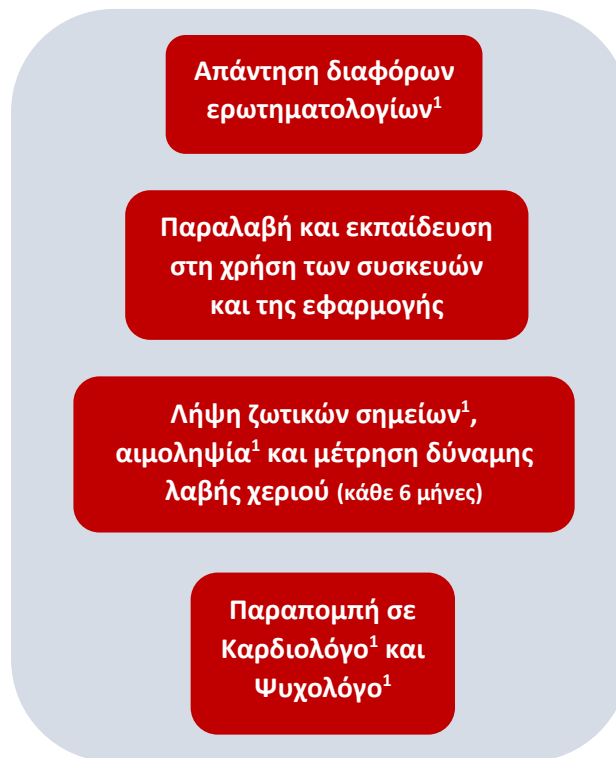 Απάντηση διαφόρων
ερωτηματολογίων¹
Παραλαβή και εκπαίδευση
στη χρήση των συσκευών
και της εφαρμογής
Λήψη ζωτικών σημείων¹,
αιμοληψία¹ και μέτρηση δύναμης
λαβής χεριού (κάθε 6 μήνες)
Παραπομπή σε
Καρδιολόγο¹ και
Ψυχολόγο¹